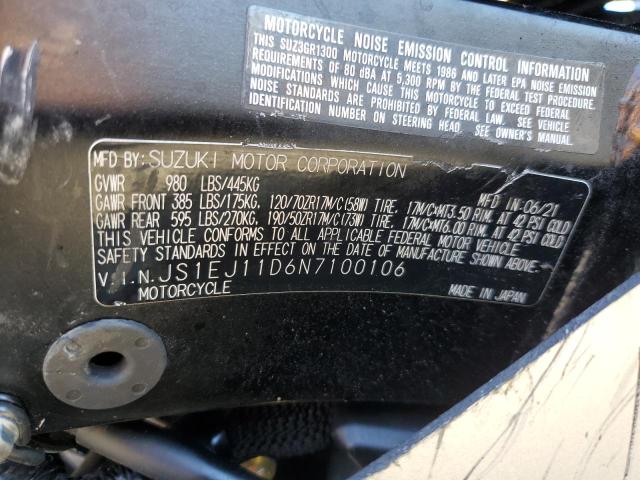 MOTORCYCLE NOISE EMISSION CONTROL INFORMATION
THIS SUZ3GR1300 MOTORCYCLE MEETS 1986 AND LATER EPA NOISE EMISSION
REQUIREMENTS OF 80 dBA AT 5,300 RPM BY THE FEDERAL TEST PROCEDURE.
MODIFICATIONS WHICH CAUSE THIS MOTORCYCLE TO EXCEED FEDERAL
NOISE STANDARDS ARE PROHIBITED BY FEDERAL LAW. SEE VEHICLE
IDENTIFICATION NUMBER ON STEERING HEAD. SEE OWNER'S MANUAL.
MFD BY: SUZUKI MOTOR CORPORATION
MFD IN: 06/21
GVWR 980 LBS/445KG
GAWR FRONT 385 LBS/175KG. 120/70ZR17M/C(58W) TIRE, 17M/C×MT3.50 RIM. AT 42 PSI COLD
GAWR REAR 595 LBS/270KG. 190/50ZR17M/C(73W) TIRE, 17M/C×MT6.00 RIM. AT 42 PSI COLD
THIS VEHICLE CONFORMS TO ALL APPLICABLE FEDERAL MOTOR VEHICLE
SAFETY STANDARDS IN EFFECT ON THE DATE OF MANUFACTURE SHOWN ABOVE.
V.I.N. JS1EJ11D6N7100106
MOTORCYCLE
MADE IN JAPAN